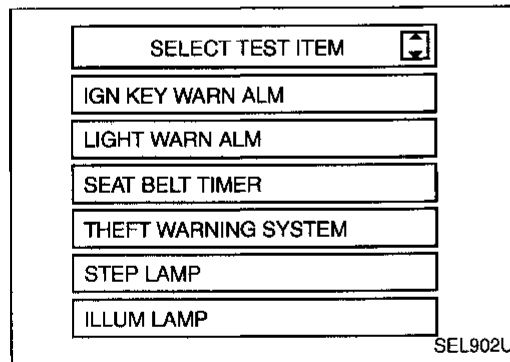 SELECT TEST ITEM
IGN KEY WARN ALM
LIGHT WARN ALM
SEAT BELT TIMER
THEFT WARNING SYSTEM
STEP LAMP
ILLUM LAMP
SEL902U